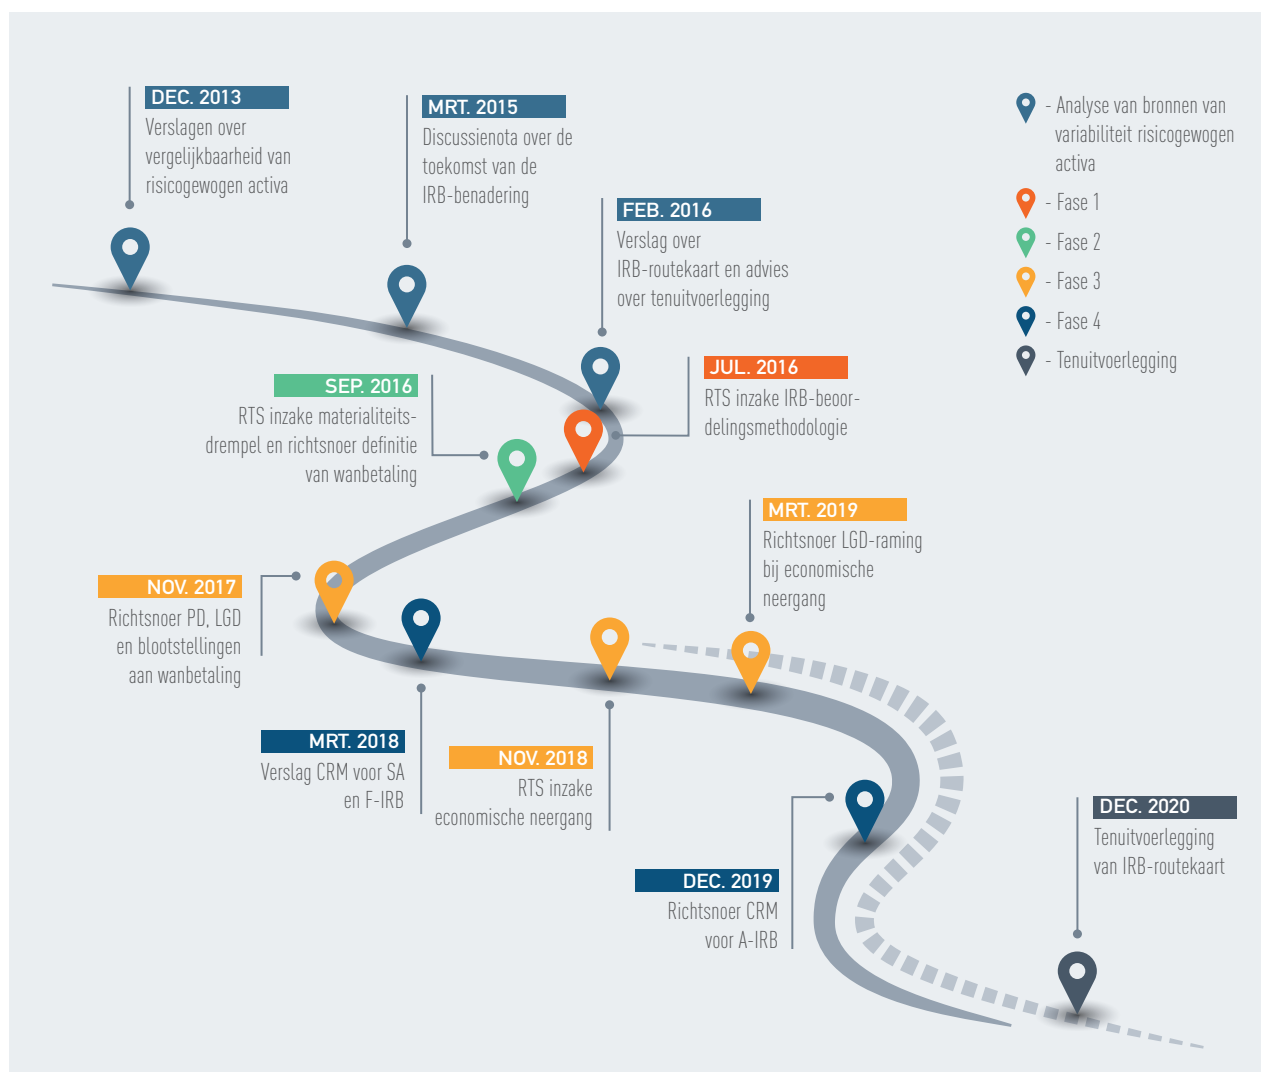 DEC. 2013
Verslagen over
vergelijkbaarheid van
risicogewogen activa
MRT. 2015
Discussienota over de
toekomst van de
IRB-benadering
FEB. 2016
Verslag over
IRB-routekaart en advies
over tenuitvoerlegging
- Analyse van bronnen van
variabiliteit risicogewogen
activa
- Fase 1
- Fase 2
- Fase 3
- Fase 4
- Tenuitvoerlegging
JUL. 2016
RTS inzake IRB-beoor-
delingsmethodologie
SEP. 2016
RTS inzake materialiteits-
drempel en richtsnoer definitie
van wanbetaling
MRT. 2019
Richtsnoer LGD-raming
bij economische
neergang
NOV. 2017
Richtsnoer PD, LGD
en blootstellingen
aan wanbetaling
MRT. 2018
Verslag CRM voor SA
en F-IRB
NOV. 2018
RTS inzake
economische neergang
DEC. 2019
Richtsnoer CRM
voor A-IRB
DEC. 2020
Tenuitvoerlegging
van IRB-routekaart